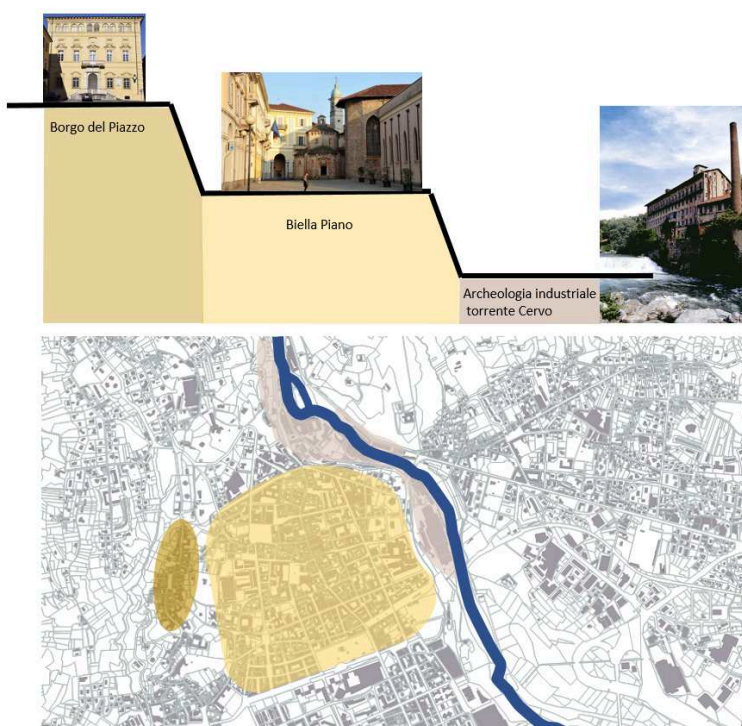 Borgo del Piazzo
Biella Piano
Archeologia industriale
torrente Cervo